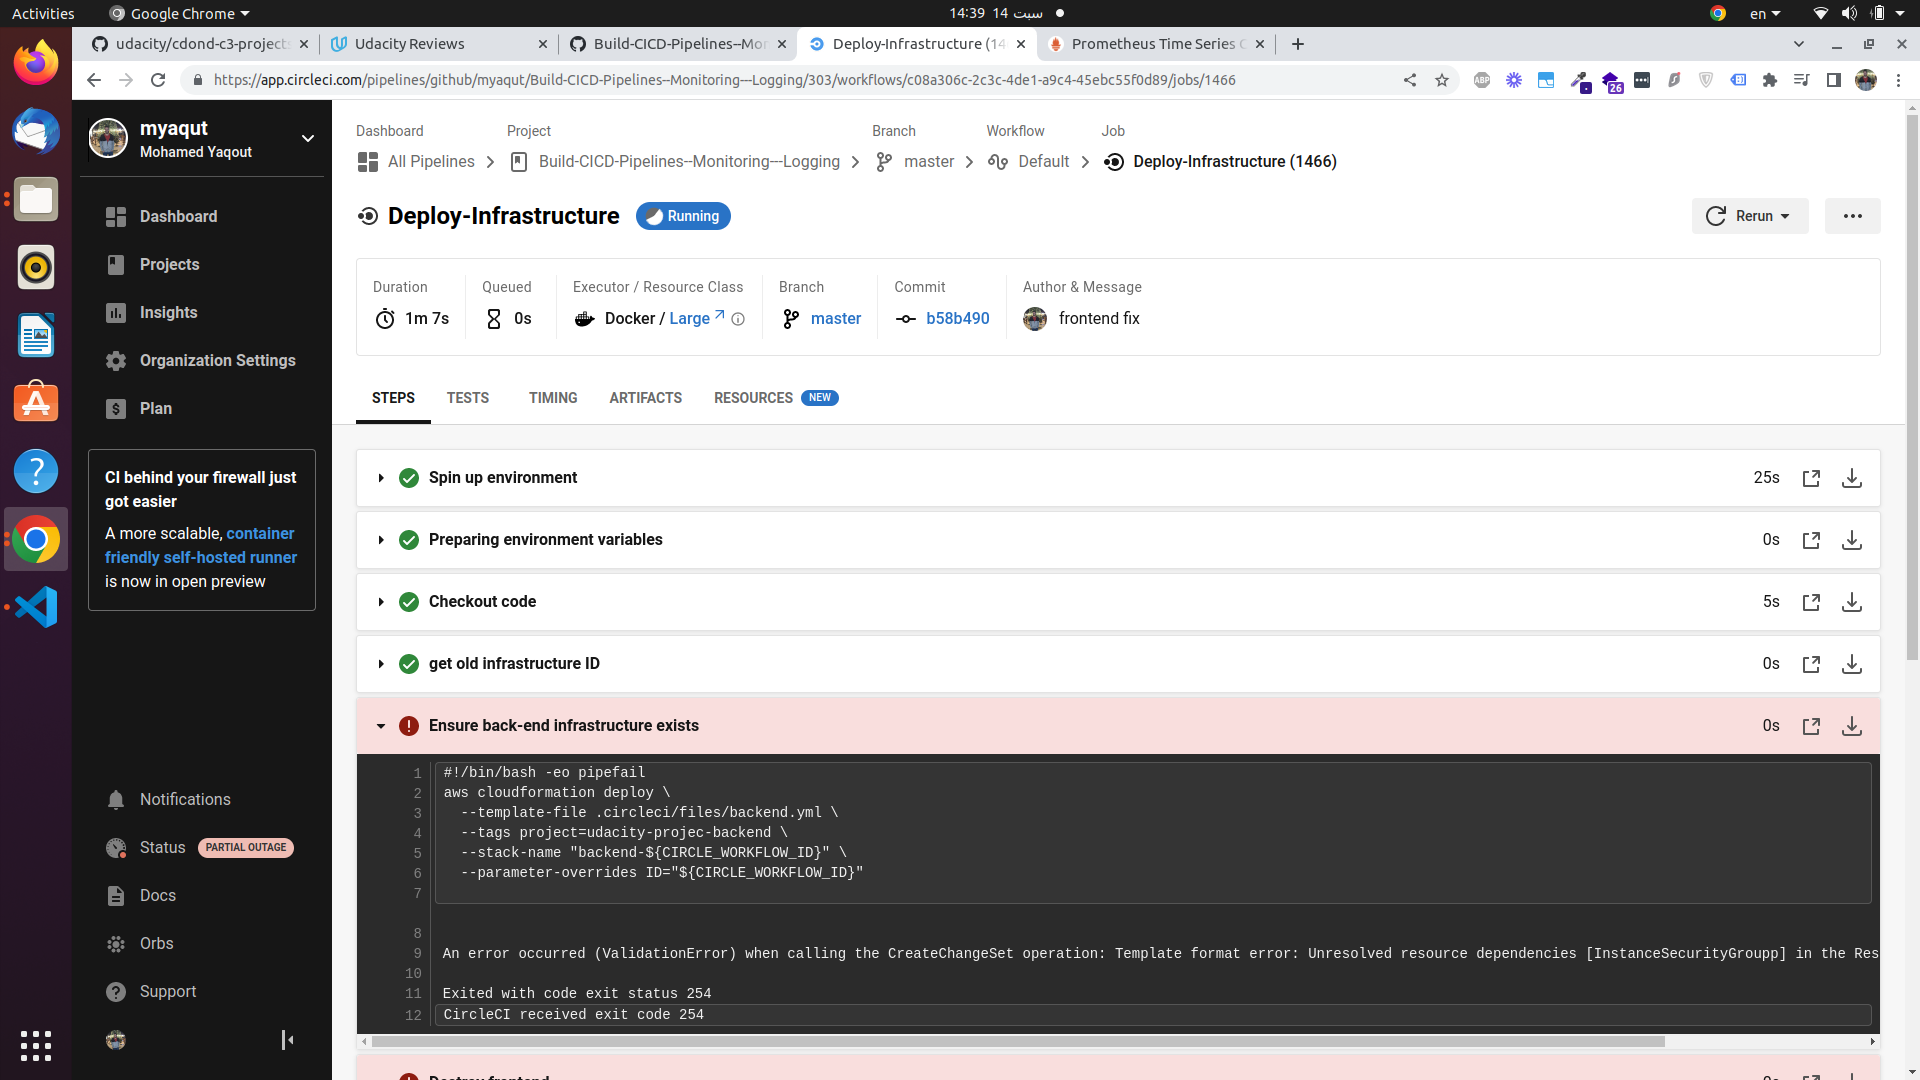 Activities
Google Chrome
14:39 14 سبت
en
udacity/cdond-c3-projects
Udacity Reviews
Build-CICD-Pipelines--Mon
Deploy-Infrastructure (14
Prometheus Time Series C
https://app.circleci.com/pipelines/github/myaqut/Build-CICD-Pipelines--Monitoring---Logging/303/workflows/c08a306c-2c3c-4de1-a9c4-45ebc55f0d89/jobs/1466
ABP
26
myaqut
Mohamed Yaqout
Dashboard
Projects
Insights
Organization Settings
Plan
CI behind your firewall just
got easier
A more scalable, container
friendly self-hosted runner
is now in open preview
Notifications
Status PARTIAL OUTAGE
Docs
Orbs
Support
Dashboard Project Branch Workflow Job
All Pipelines Build-CICD-Pipelines--Monitoring---Logging master Default Deploy-Infrastructure (1466)
Deploy-Infrastructure Running
Rerun
Duration Queued Executor / Resource Class Branch Commit Author & Message
1m 7s 0s Docker / Large master b58b490 frontend fix
STEPS TESTS TIMING ARTIFACTS RESOURCES NEW
Spin up environment 25s
Preparing environment variables 0s
Checkout code 5s
get old infrastructure ID 0s
Ensure back-end infrastructure exists 0s
1 #!/bin/bash -eo pipefail
2 aws cloudformation deploy \
3 --template-file .circleci/files/backend.yml \
4 --tags project=udacity-projec-backend \
5 --stack-name "backend-${CIRCLE_WORKFLOW_ID}" \
6 --parameter-overrides ID="${CIRCLE_WORKFLOW_ID}"
7
8
9 An error occurred (ValidationError) when calling the CreateChangeSet operation: Template format error: Unresolved resource dependencies [InstanceSecurityGroupp] in the Res
10
11 Exited with code exit status 254
12 CircleCI received exit code 254
Destroy frontend 0s